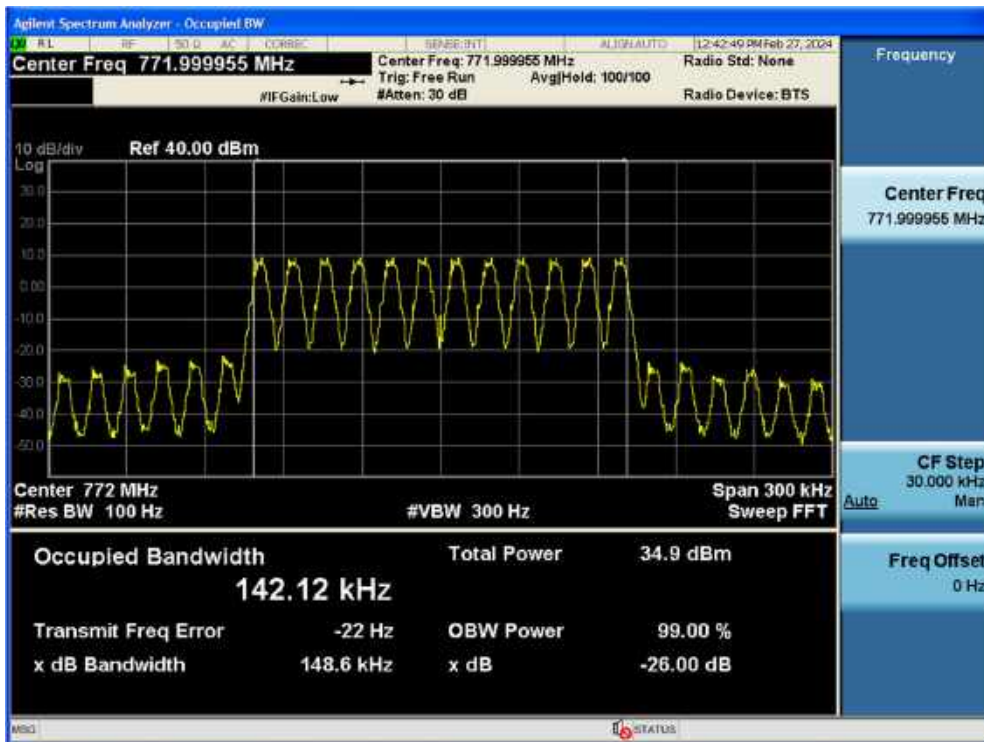 Agilent Spectrum Analyzer - Occupied BW
RL RF 50 Ω AC CORREC SENSE:INT ALIGN AUTO 12:42:49 PM Feb 27, 2024
Center Freq 771.999955 MHz
Center Freq: 771.999955 MHz
Radio Std: None
Trig: Free Run Avg|Hold: 100/100
#IFGain:Low
#Atten: 30 dB
Radio Device: BTS
10 dB/div Ref 40.00 dBm
Log
30.0
20.0
10.0
0.00
-10.0
-20.0
-30.0
-40.0
-50.0
Center 772 MHz
Span 300 kHz
#Res BW 100 Hz
#VBW 300 Hz
Sweep FFT
Occupied Bandwidth
142.12 kHz
Total Power 34.9 dBm
Transmit Freq Error -22 Hz
OBW Power 99.00 %
x dB Bandwidth 148.6 kHz
x dB -26.00 dB
MSG
STATUS
Frequency
Center Freq
771.999955 MHz
CF Step
30.000 kHz
Auto Man
Freq Offset
0 Hz